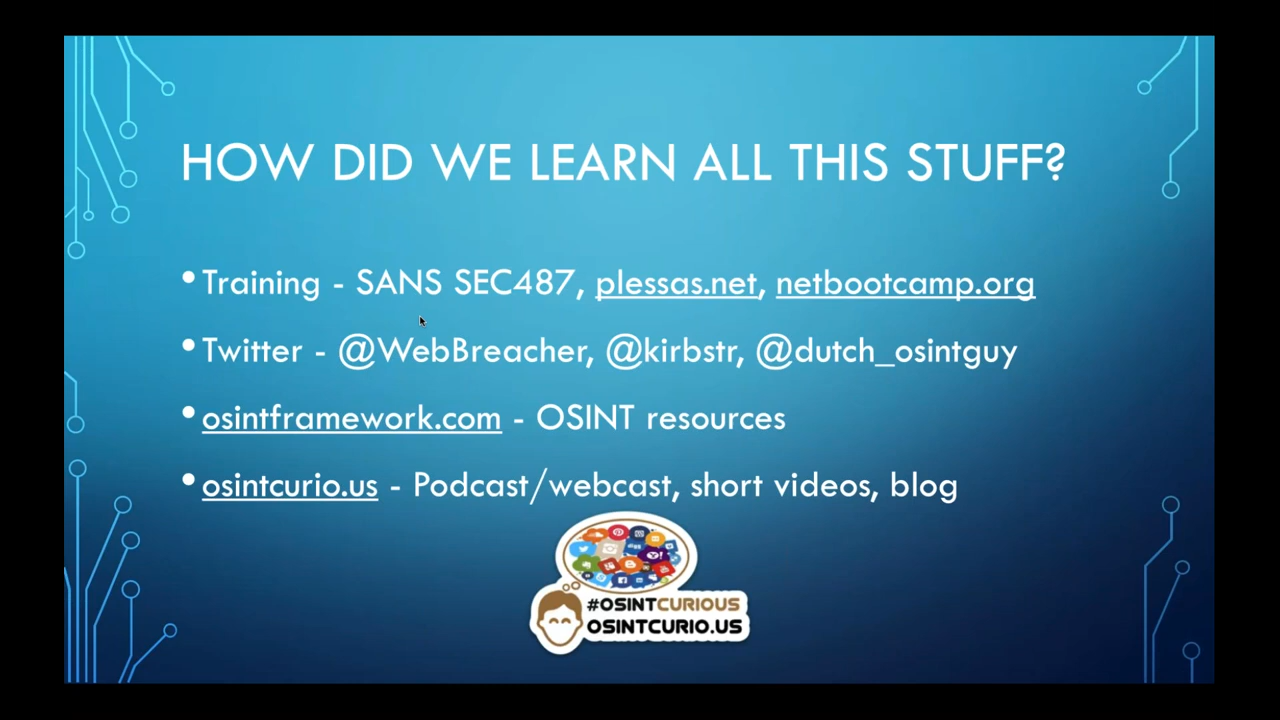 HOW DID WE LEARN ALL THIS STUFF?
• Training - SANS SEC487, plessas.net, netbootcamp.org
• Twitter - @WebBreacher, @kirbstr, @dutch_osintguy
• osintframework.com - OSINT resources
• osintcurio.us - Podcast/webcast, short videos, blog
#OSINTCURIOUS
OSINTCURIO.US